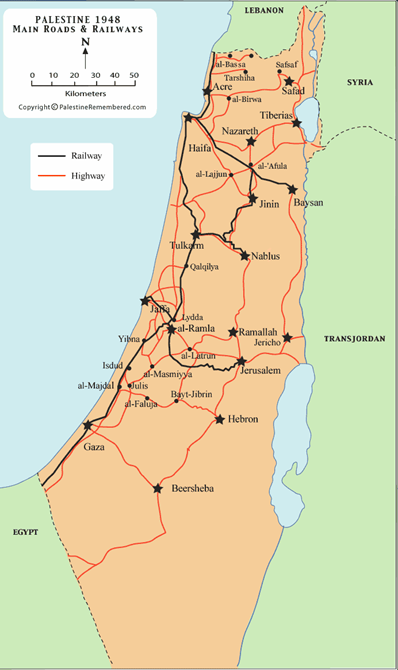 PALESTINE 1948
MAIN ROADS & RAILWAYS
N
0 10 20 30 40 50
Kilometers
Copyright © PalestineRemembered.com
Railway
Highway
LEBANON
SYRIA
TRANSJORDAN
EGYPT
al-Bassa
Safsaf
Tarshiha
Acre
Safad
al-Birwa
Tiberias
Nazareth
Haifa
al-'Afula
al-Lajjun
Jinin
Baysan
Tulkarm
Nablus
Qalqilya
Jaffa
Lydda
al-Ramla
Ramallah
Yibna
Jericho
al-Latrun
Isdud
Jerusalem
al-Masmiyya
al-Majdal
Julis
Bayt-Jibrin
al-Faluja
Hebron
Gaza
Beersheba